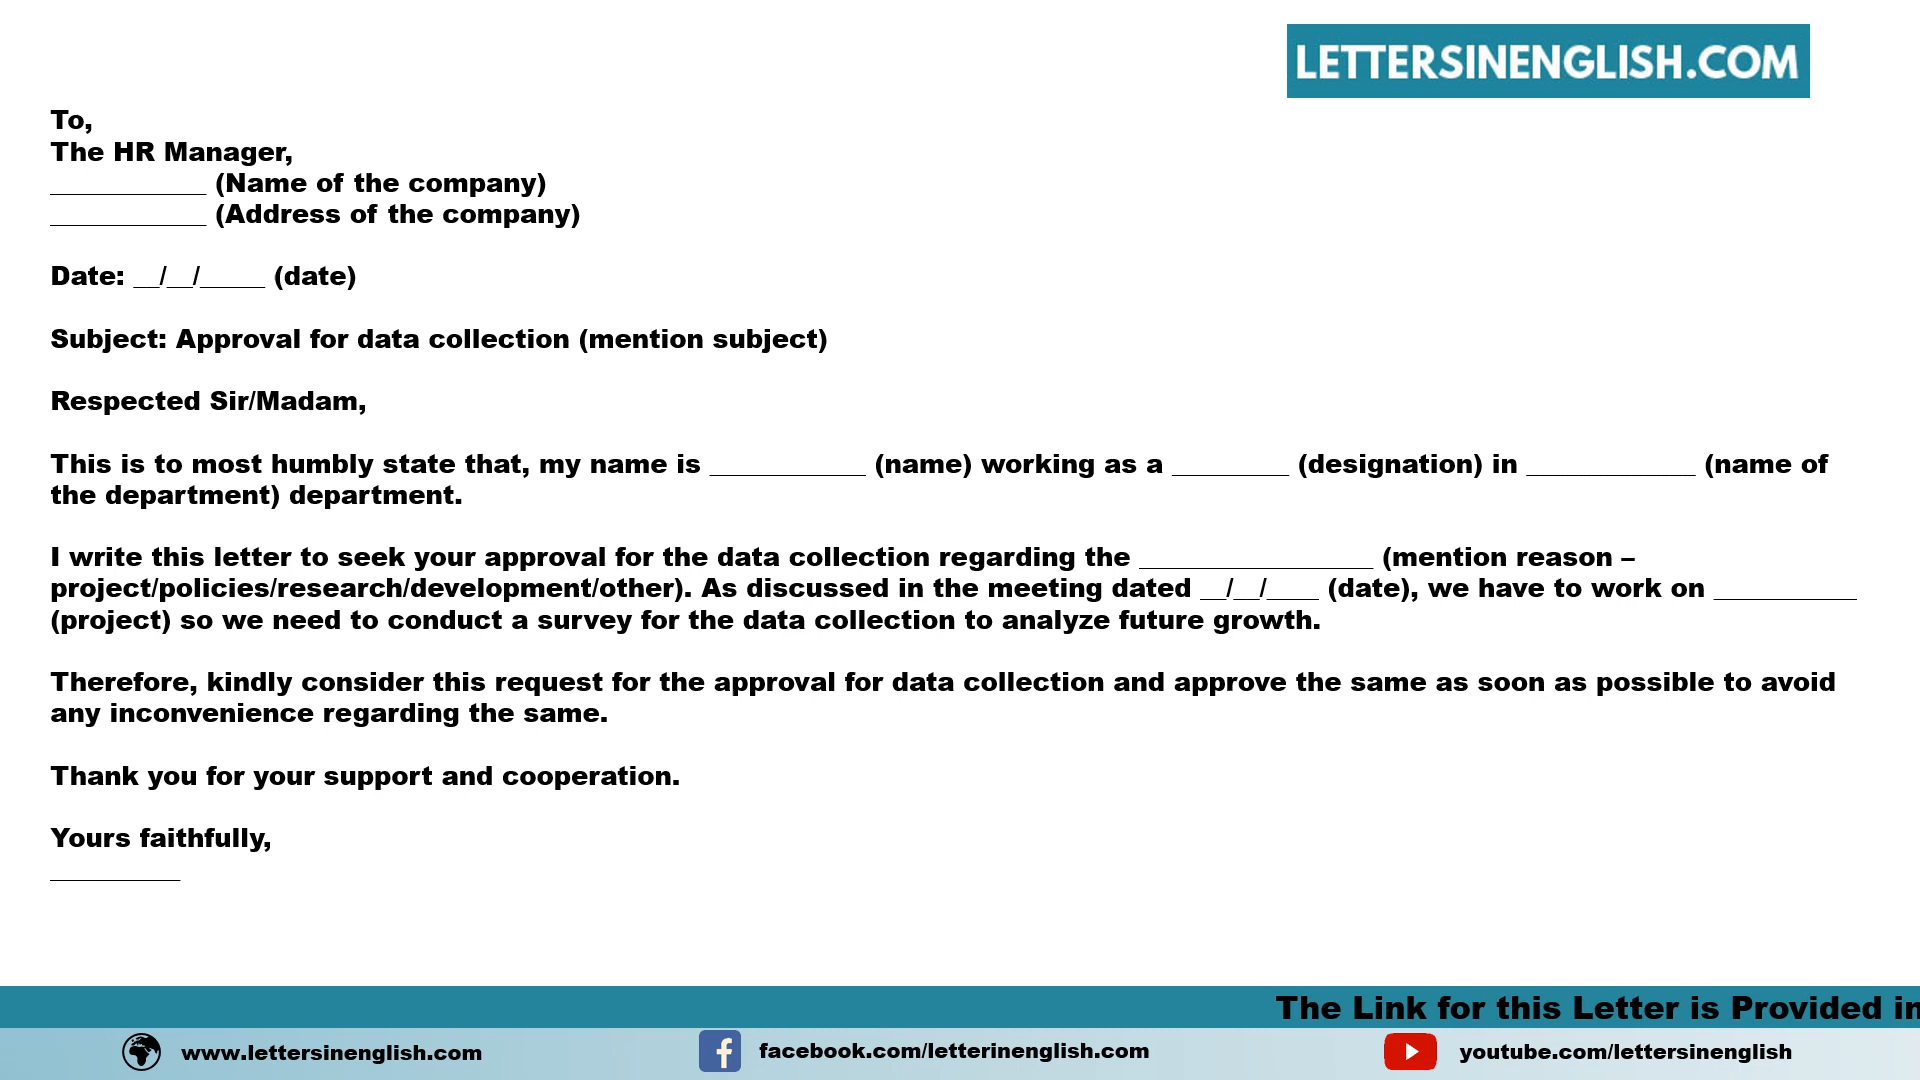 LETTERSINENGLISH.COM
To,
The HR Manager,
____________ (Name of the company)
____________ (Address of the company)
Date: __/__/_____ (date)
Subject: Approval for data collection (mention subject)
Respected Sir/Madam,
This is to most humbly state that, my name is ____________ (name) working as a _________ (designation) in _____________ (name of
the department) department.
I write this letter to seek your approval for the data collection regarding the __________________ (mention reason –
project/policies/research/development/other). As discussed in the meeting dated __/__/____ (date), we have to work on ___________
(project) so we need to conduct a survey for the data collection to analyze future growth.
Therefore, kindly consider this request for the approval for data collection and approve the same as soon as possible to avoid
any inconvenience regarding the same.
Thank you for your support and cooperation.
Yours faithfully,
__________
The Link for this Letter is Provided in
www.lettersinenglish.com
facebook.com/letterinenglish.com
youtube.com/lettersinenglish